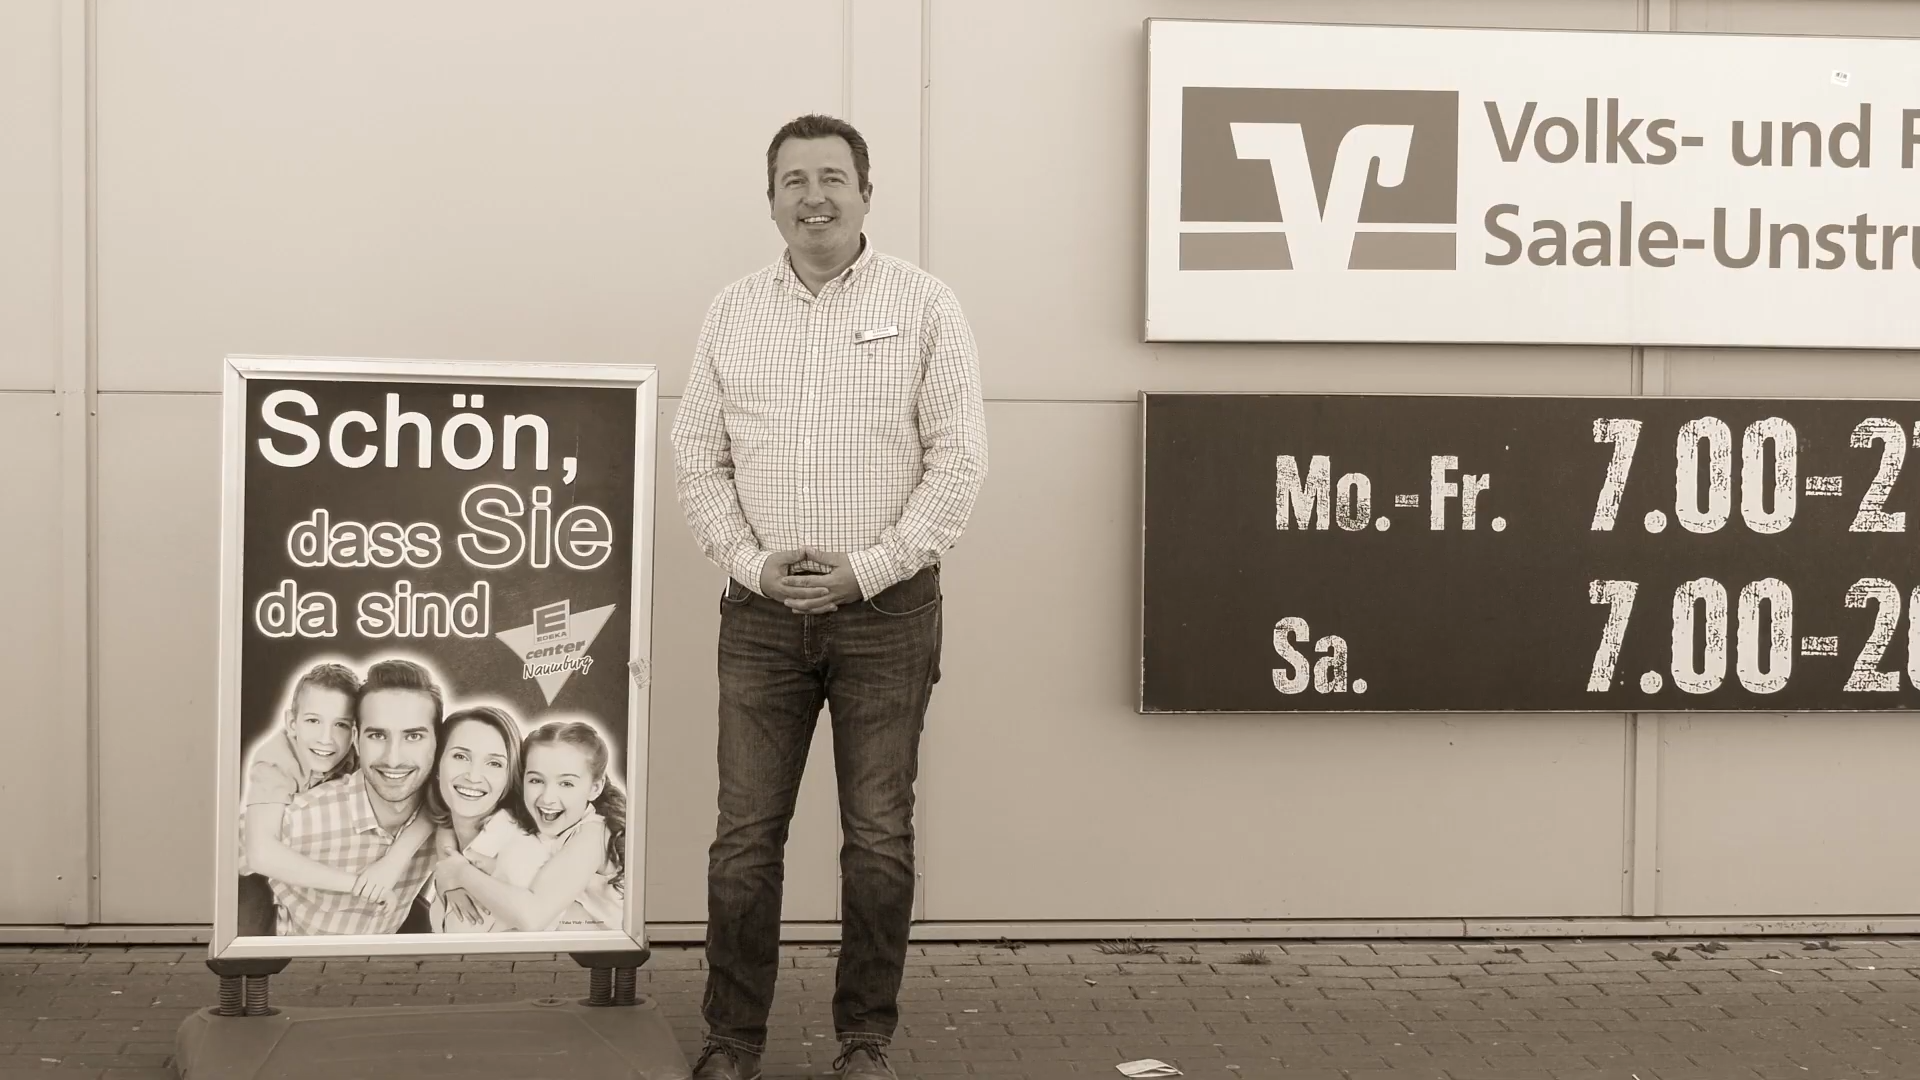 Schön,
dass Sie
da sind
E
EDEKA
center
Naumburg
Volks- und
Saale-Unstru
Mo.-Fr. 7.00-2
Sa. 7.00-20